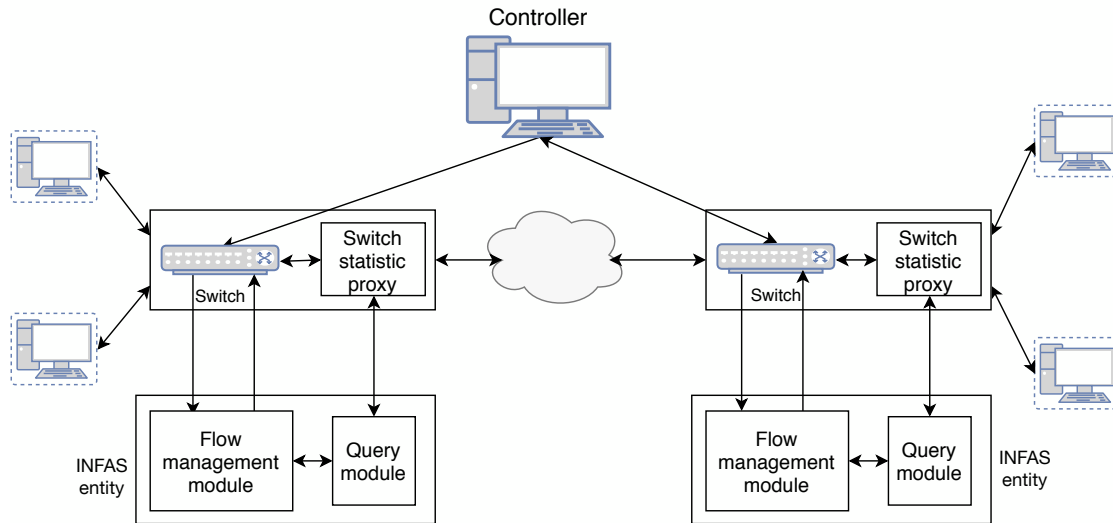 Controller
Switch
statistic
proxy
Switch
Switch
statistic
proxy
Switch
Flow
management
module
Query
module
INFAS
entity
Flow
management
module
Query
module
INFAS
entity